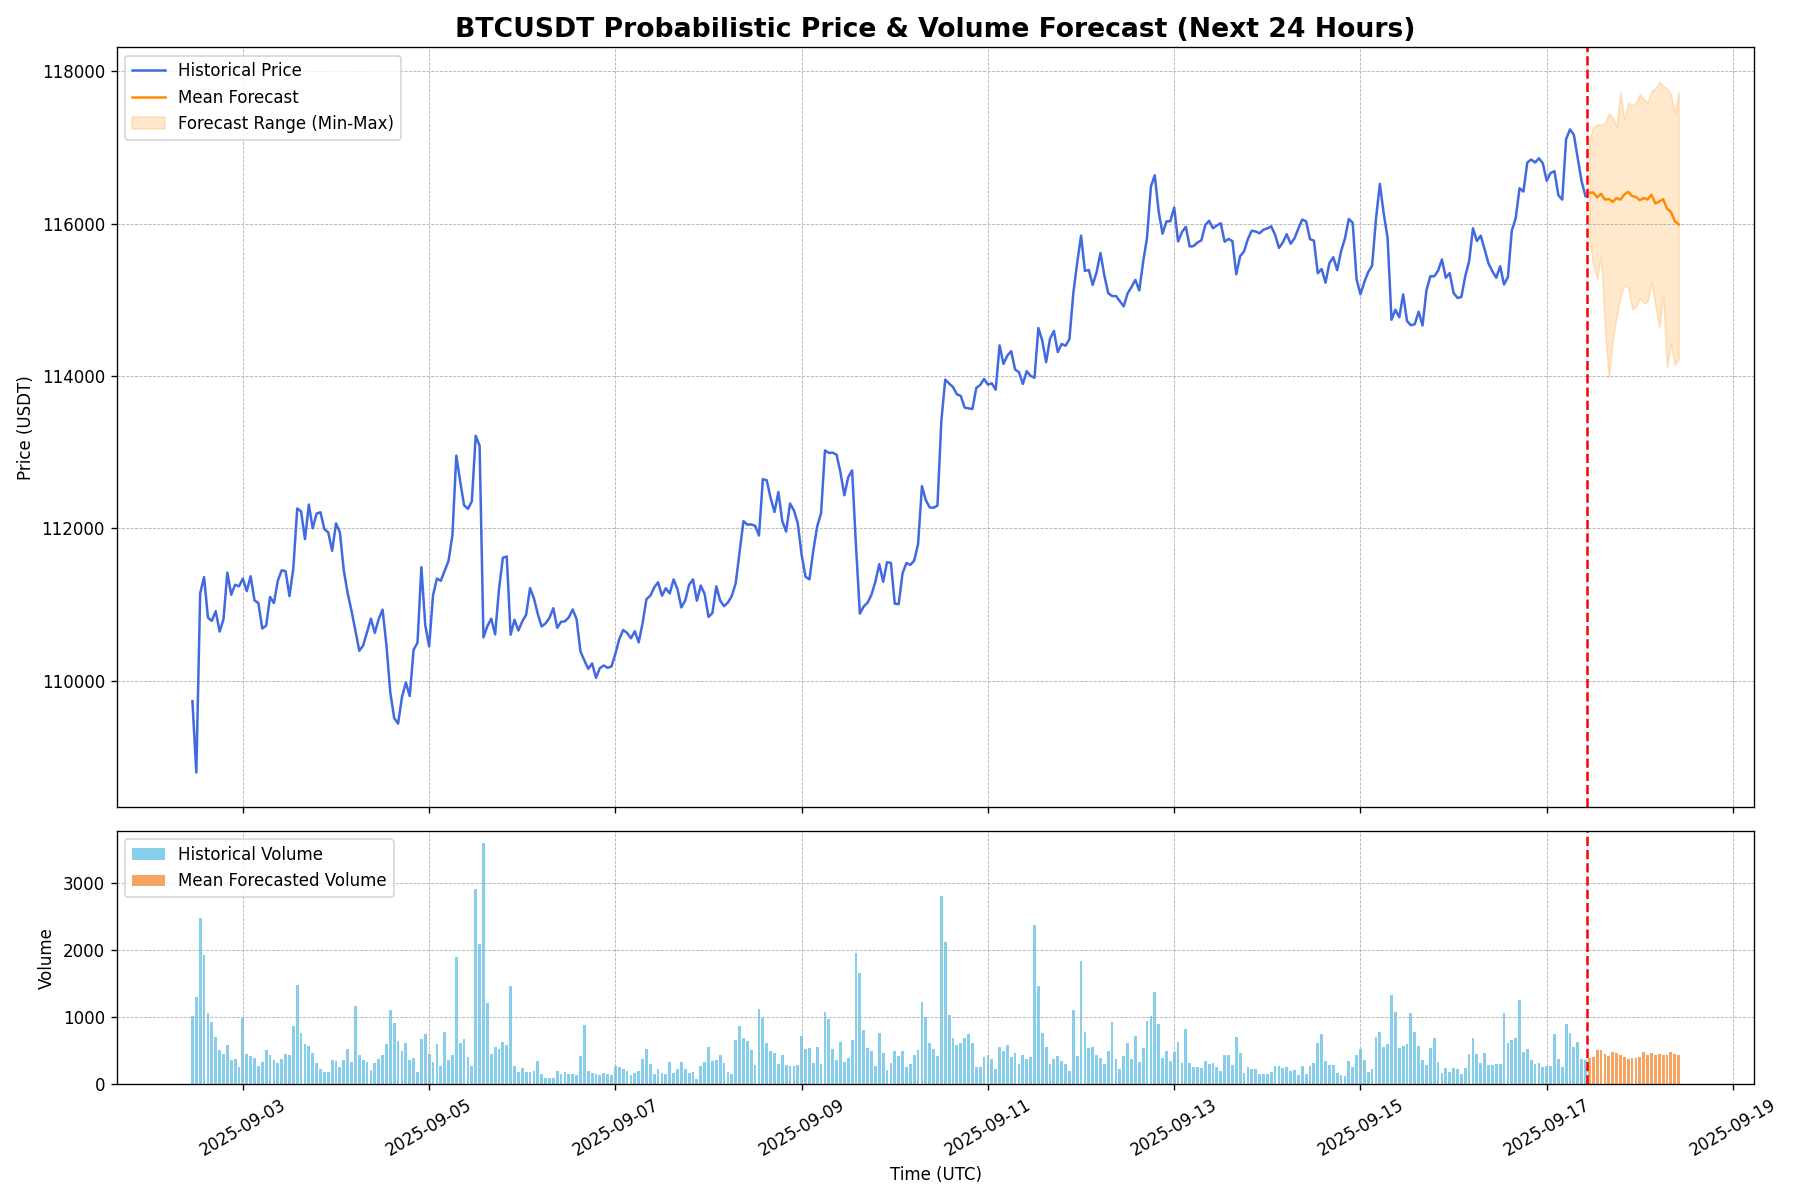 BTCUSDT Probabilistic Price & Volume Forecast (Next 24 Hours)
Historical Price
Mean Forecast
Forecast Range (Min-Max)
118000
117000
116000
114000
112000
110000
Price (USDT)
Historical Volume
Mean Forecasted Volume
3000
2000
1000
0
Volume
2025-09-03
2025-09-05
2025-09-07
2025-09-09
2025-09-11
2025-09-13
2025-09-15
2025-09-17
2025-09-19
Time (UTC)